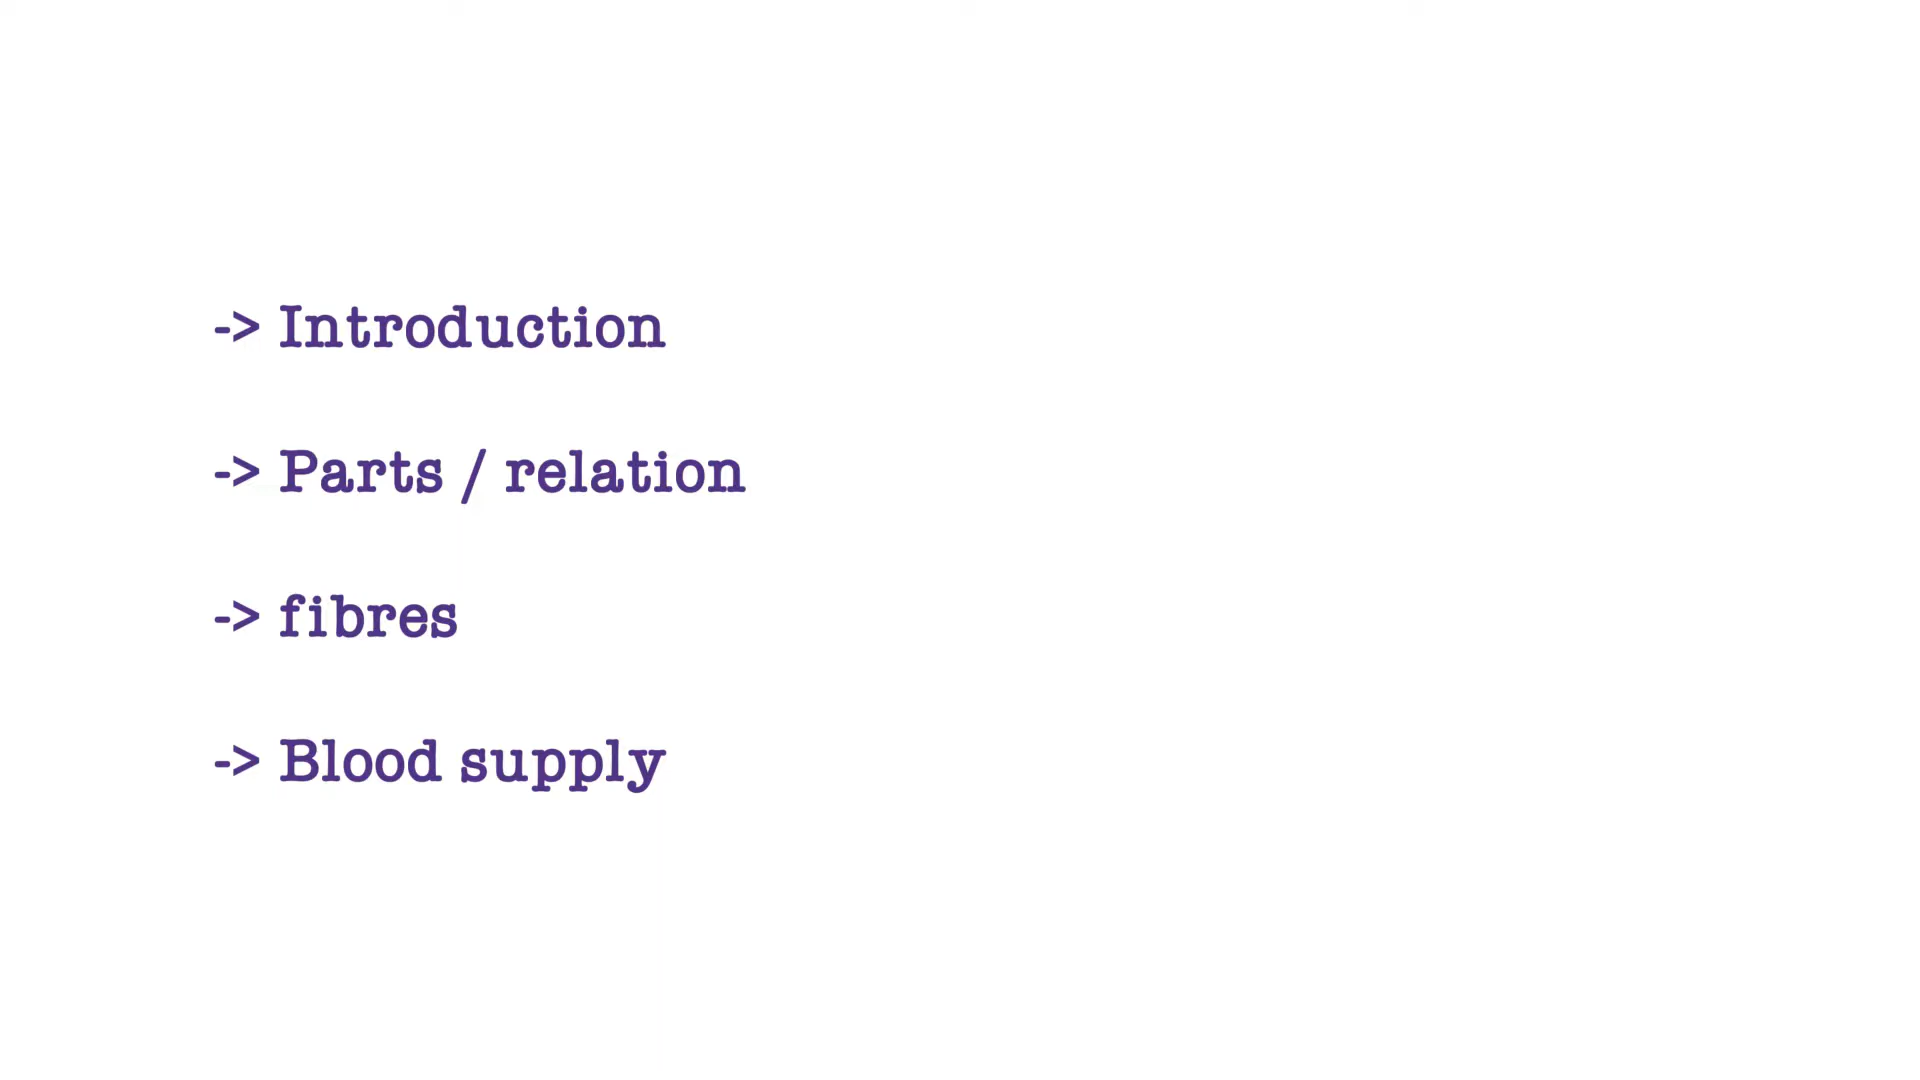 -> Introduction
-> Parts / relation
-> fibres
-> Blood supply